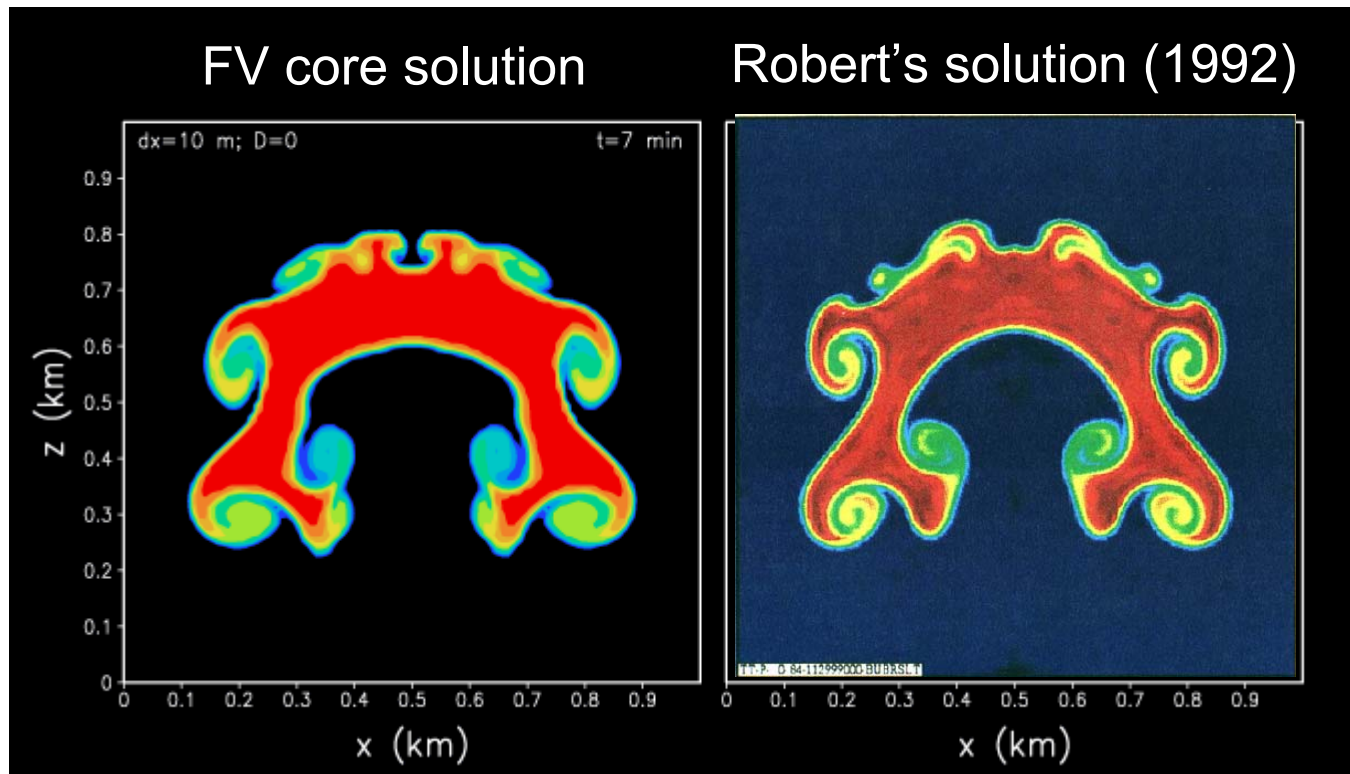 FV core solution
Robert's solution (1992)
dx=10 m; D=0
t=7 min
0.9
0.8
0.7
0.6
0.5
0.4
0.3
0.2
0.1
0
z (km)
0 0.1 0.2 0.3 0.4 0.5 0.6 0.7 0.8 0.9
x (km)
0 0.1 0.2 0.3 0.4 0.5 0.6 0.7 0.8 0.9
x (km)